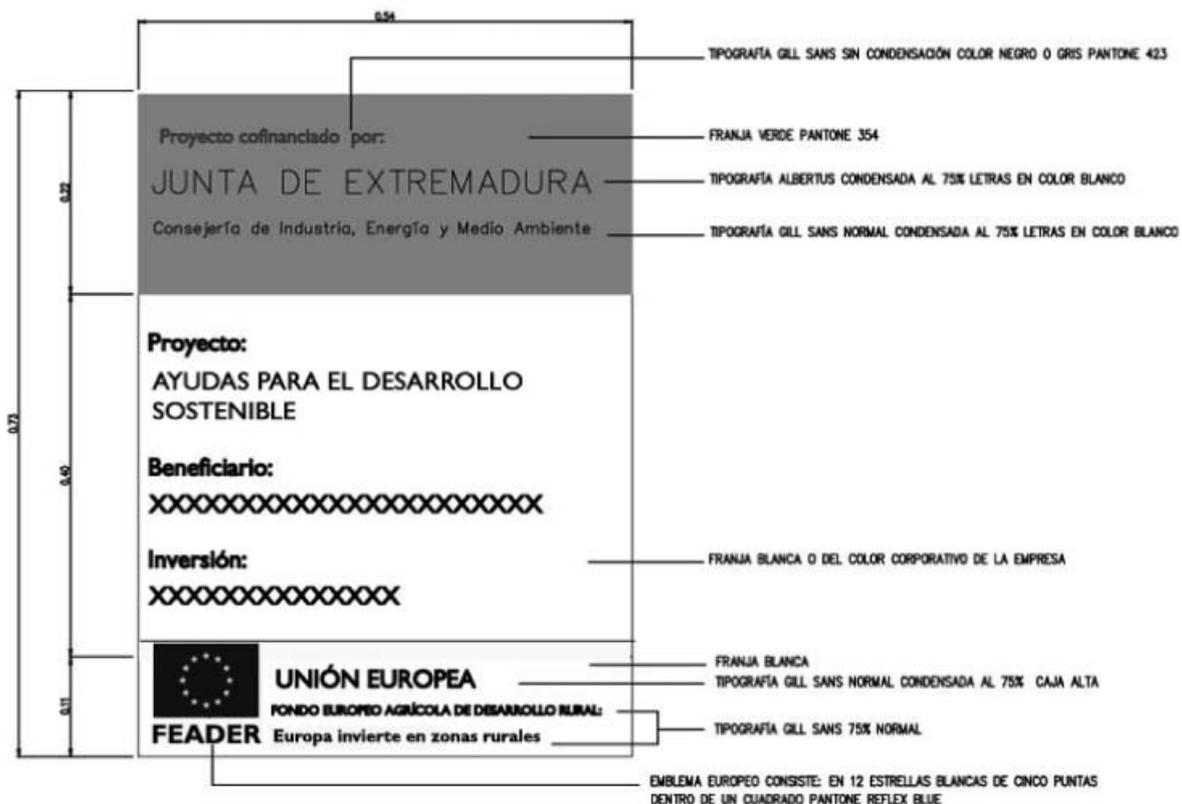 0.54
TIPOGRAFÍA GILL SANS SIN CONDENSACIÓN COLOR NEGRO O GRIS PANTONE 423
Proyecto cofinanciado por:
FRANJA VERDE PANTONE 354
JUNTA DE EXTREMADURA
TIPOGRAFÍA ALBERTUS CONDENSADA AL 75% LETRAS EN COLOR BLANCO
Consejería de Industria, Energía y Medio Ambiente
TIPOGRAFÍA GILL SANS NORMAL CONDENSADA AL 75% LETRAS EN COLOR BLANCO
0.22
Proyecto:
AYUDAS PARA EL DESARROLLO
SOSTENIBLE
0.73
0.40
Beneficiario:
XXXXXXXXXXXXXXXXXXXXXXX
Inversión:
FRANJA BLANCA O DEL COLOR CORPORATIVO DE LA EMPRESA
XXXXXXXXXXXXXX
FRANJA BLANCA
UNIÓN EUROPEA
TIPOGRAFÍA GILL SANS NORMAL CONDENSADA AL 75% CAJA ALTA
0.11
FONDO EUROPEO AGRÍCOLA DE DESARROLLO RURAL:
TIPOGRAFÍA GILL SANS 75% NORMAL
FEADER
Europa invierte en zonas rurales
EMBLEMA EUROPEO CONSISTE: EN 12 ESTRELLAS BLANCAS DE CINCO PUNTAS
DENTRO DE UN CUADRADO PANTONE REFLEX BLUE